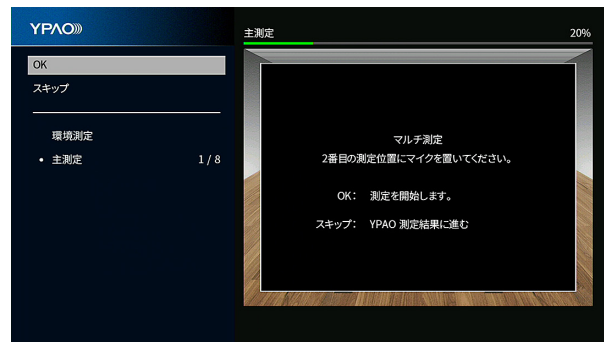 YPAO
OK
スキップ
環境測定
• 主測定 1 / 8
主測定 20%
マルチ測定
2番目の測定位置にマイクを置いてください。
OK： 測定を開始します。
スキップ： YPAO 測定結果に進む